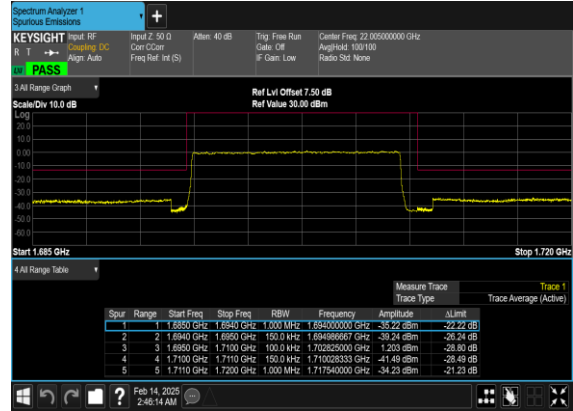 Spectrum Analyzer 1
Spurious Emissions
KEYSIGHT Input: RF Input Z: 50 Ω Atten: 40 dB Trig: Free Run Center Freq: 22.005000000 GHz
R T Coupling: DC Corr CCorr Gate: Off Avg|Hold: 100/100
Align: Auto Freq Ref: Int (S) IF Gain: Low Radio Std: None
PASS
3 All Range Graph
Ref Lvl Offset 7.50 dB
Scale/Div 10.0 dB Ref Value 30.00 dBm
Log
20.0
10.0
0.00
-10.0
-20.0
-30.0
-40.0
-50.0
-60.0
Start 1.685 GHz Stop 1.720 GHz
4 All Range Table
Measure Trace Trace 1
Trace Type Trace Average (Active)
Spur Range Start Freq Stop Freq RBW Frequency Amplitude ΔLimit
1 1 1.6850 GHz 1.6940 GHz 1.000 MHz 1.694000000 GHz -35.22 dBm -22.22 dB
2 2 1.6940 GHz 1.6950 GHz 150.0 kHz 1.694986667 GHz -39.24 dBm -26.24 dB
3 3 1.6950 GHz 1.7100 GHz 100.0 kHz 1.702825000 GHz 1.203 dBm -28.80 dB
4 4 1.7100 GHz 1.7110 GHz 150.0 kHz 1.710028333 GHz -41.49 dBm -28.49 dB
5 5 1.7110 GHz 1.7200 GHz 1.000 MHz 1.717540000 GHz -34.23 dBm -21.23 dB
Feb 14, 2025
2:46:14 AM